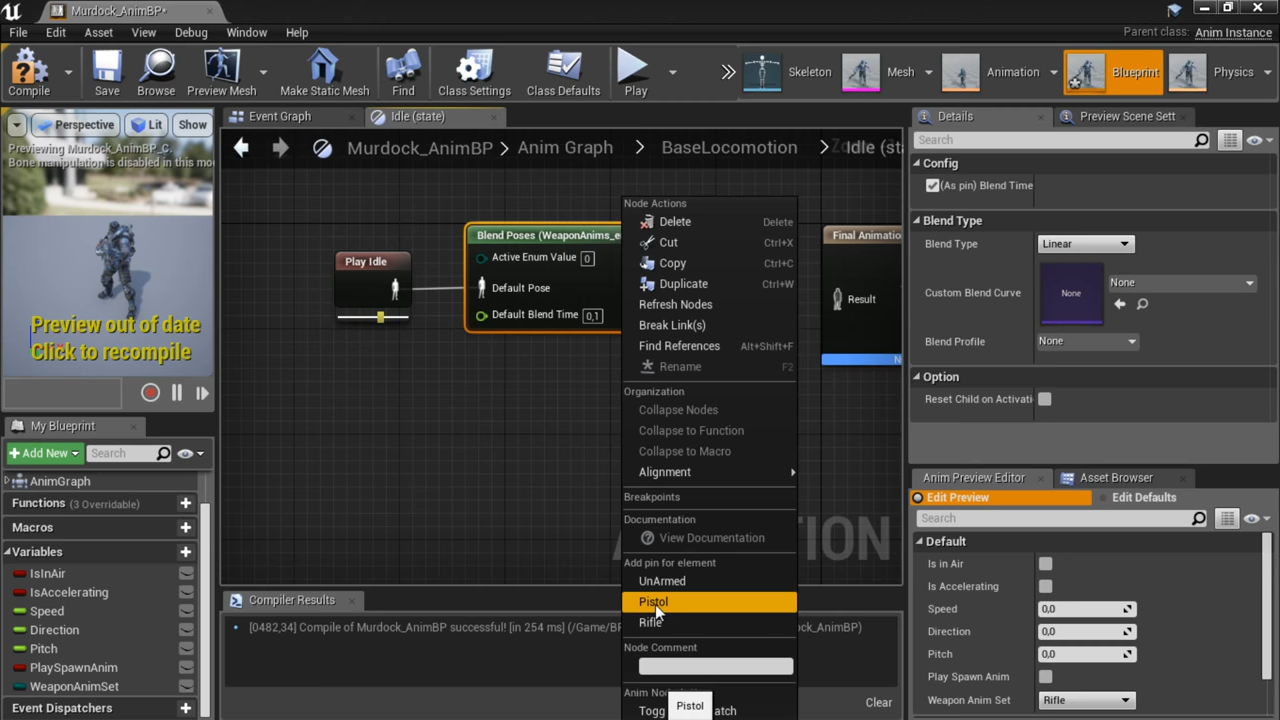 Murdock_AnimBP*
File Edit Asset View Debug Window Help
Parent class: Anim Instance
Compile Save Browse Preview Mesh Make Static Mesh Find Class Settings Class Defaults Play Skeleton Mesh Animation Blueprint Physics
Perspective Lit Show
Previewing Murdock_AnimBP_C.
Bone manipulation is disabled in this mo
Preview out of date
Click to recompile
Event Graph Idle (state)
Murdock_AnimBP > Anim Graph > BaseLocomotion > Idle (sta
Play Idle
Blend Poses (WeaponAnims_e
Active Enum Value 0
Default Pose
Default Blend Time 0,1
Final Animatio
Result
Node Actions
Delete Delete
Cut Ctrl+X
Copy Ctrl+C
Duplicate Ctrl+W
Refresh Nodes
Break Link(s)
Find References Alt+Shift+F
Rename F2
Organization
Collapse Nodes
Collapse to Function
Collapse to Macro
Alignment
Breakpoints
Documentation
View Documentation
Add pin for element
UnArmed
Pistol
Rifle
Node Comment
Pistol
My Blueprint
Add New Search
AnimGraph
Functions (3 Overridable)
Macros
Variables
IsInAir
IsAccelerating
Speed
Direction
Pitch
PlaySpawnAnim
WeaponAnimSet
Event Dispatchers
Compiler Results
[0482,34] Compile of Murdock_AnimBP successful! [in 254 ms] (/Game/BP
ock_AnimBP)
Clear
Details Preview Scene Sett
Search
Config
(As pin) Blend Time
Blend Type
Blend Type Linear
Custom Blend Curve None None
Blend Profile None
Option
Reset Child on Activati
Anim Preview Editor Asset Browser
Edit Preview Edit Defaults
Search
Default
Is in Air
Is Accelerating
Speed 0,0
Direction 0,0
Pitch 0,0
Play Spawn Anim
Weapon Anim Set Rifle